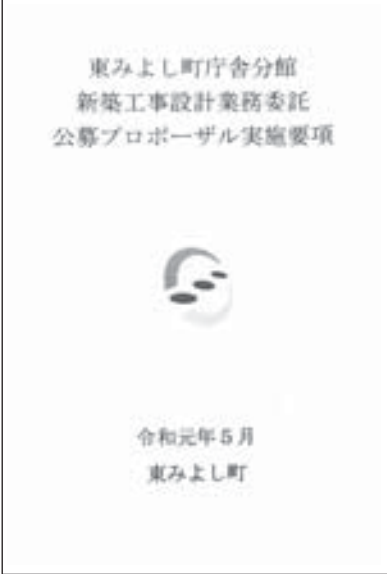 東みよし町庁舎分館
新築工事設計業務委託
公募プロポーザル実施要項
令和元年5月
東みよし町